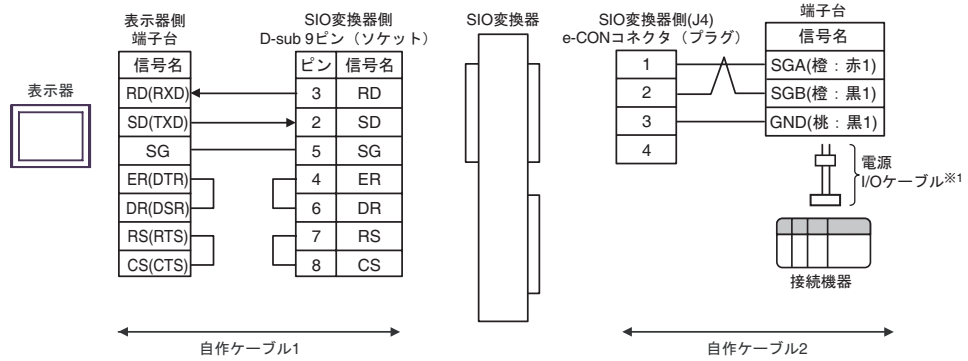 表示器
表示器側
端子台
信号名
RD(RXD)
SD(TXD)
SG
ER(DTR)
DR(DSR)
RS(RTS)
CS(CTS)
SIO変換器側
D-sub 9ピン（ソケット）
ピン 信号名
3 RD
2 SD
5 SG
4 ER
6 DR
7 RS
8 CS
自作ケーブル1
SIO変換器
SIO変換器側(J4)
e-CONコネクタ（プラグ）
1
2
3
4
端子台
信号名
SGA(橙：赤1)
SGB(橙：黒1)
GND(桃：黒1)
電源
I/Oケーブル※1
接続機器
自作ケーブル2